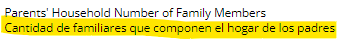 Parents' Household Number of Family Members
Cantidad de familiares que componen el hogar de los padres